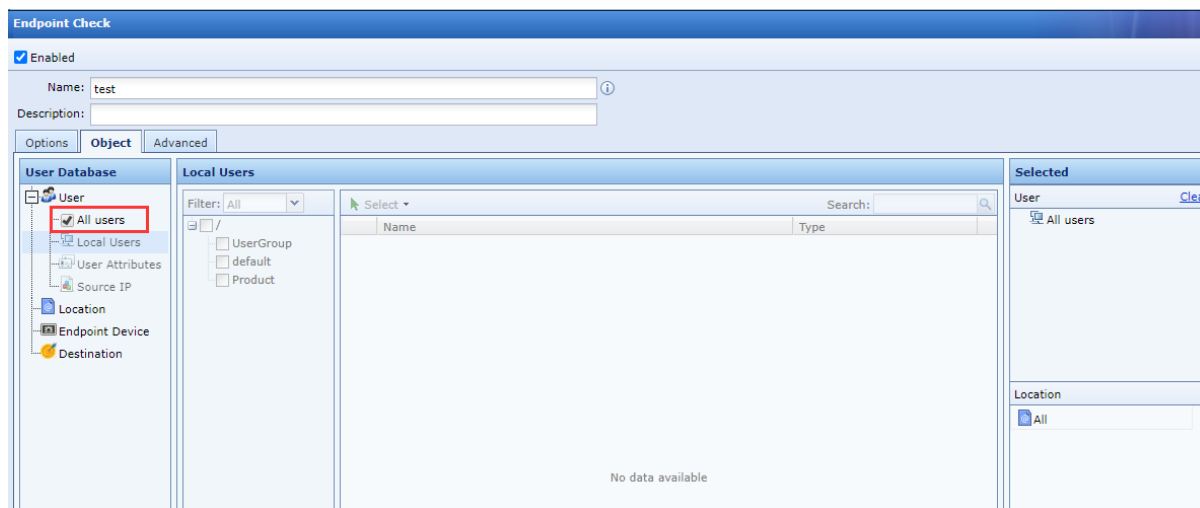 Endpoint Check
Enabled
Name: test
Description:
Options Object Advanced
User Database
User
All users
Local Users
User Attributes
Source IP
Location
Endpoint Device
Destination
Local Users
Filter: All
/
UserGroup
default
Product
Select Search:
Name Type
No data available
Selected
User Clea
All users
Location
All